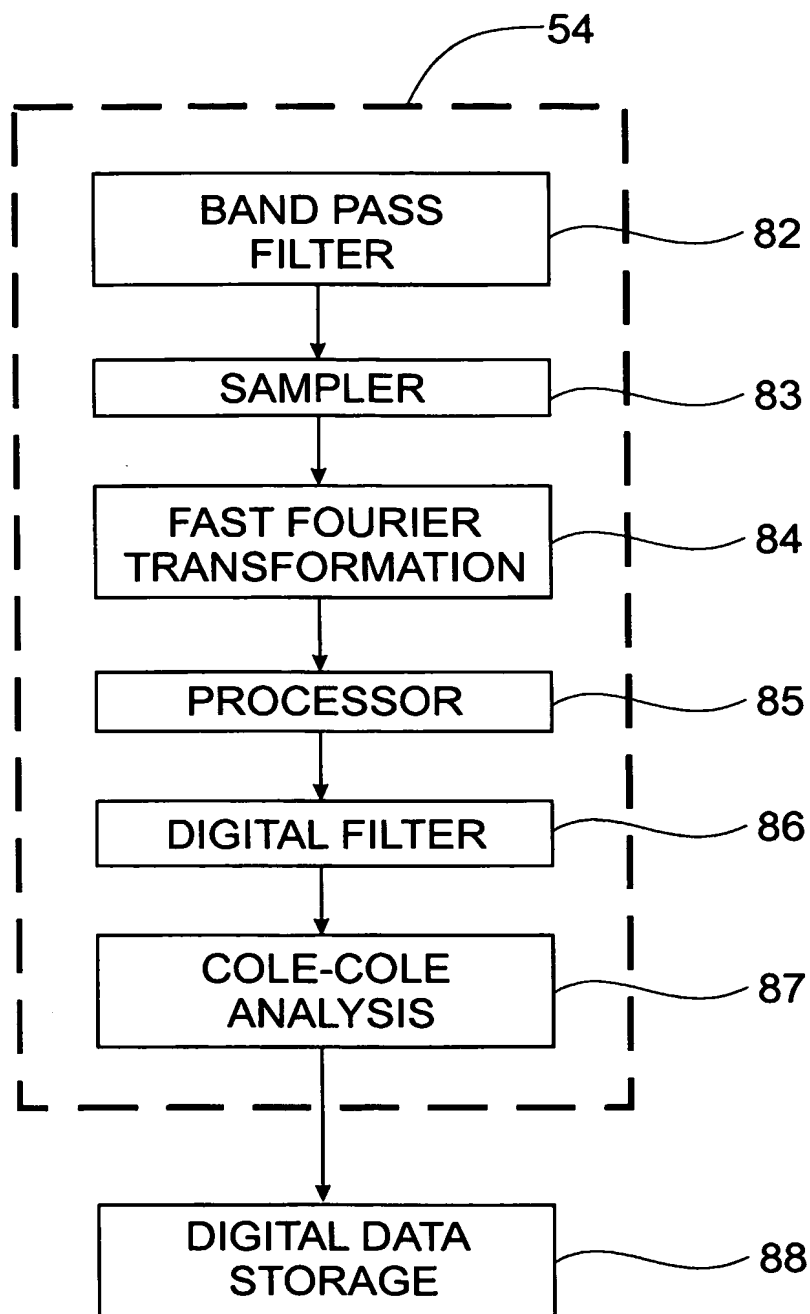 54
BAND PASS
FILTER
82
SAMPLER
83
FAST FOURIER
TRANSFORMATION
84
PROCESSOR
85
DIGITAL FILTER
86
COLE-COLE
ANALYSIS
87
DIGITAL DATA
STORAGE
88